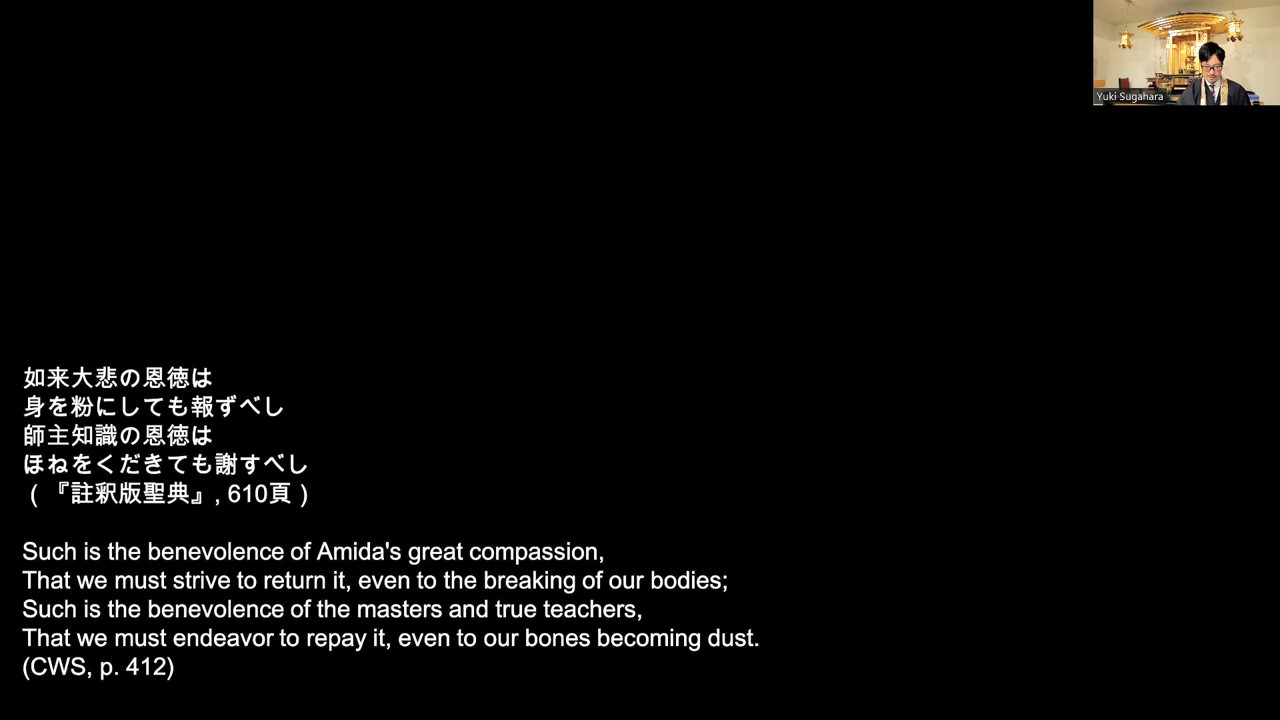 Yuki Sugahara
如来大悲の恩徳は
身を粉にしても報ずべし
師主知識の恩徳は
ほねをくだきても謝すべし
（『註釈版聖典』, 610頁）
Such is the benevolence of Amida's great compassion,
That we must strive to return it, even to the breaking of our bodies;
Such is the benevolence of the masters and true teachers,
That we must endeavor to repay it, even to our bones becoming dust.
(CWS, p. 412)